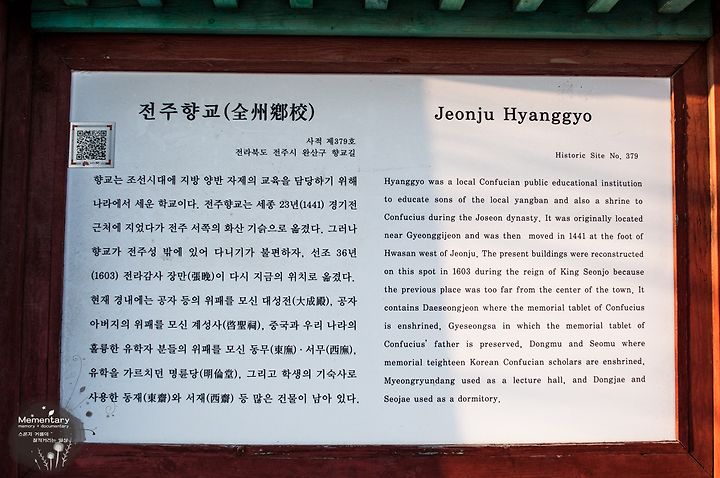 전주향교(全州鄕校)
사적 제379호
전라북도 전주시 완산구 향교길
향교는 조선시대에 지방 양반 자제의 교육을 담당하기 위해
나라에서 세운 학교이다. 전주향교는 세종 23년(1441) 경기전
근처에 지었다가 전주 서쪽의 화산 기슭으로 옮겼다. 그러나
향교가 전주성 밖에 있어 다니기가 불편하자, 선조 36년
(1603) 전라감사 장만(張晚)이 다시 지금의 위치로 옮겼다.
현재 경내에는 공자 등의 위패를 모신 대성전(大成殿), 공자
아버지의 위패를 모신 계성사(啓聖祠), 중국과 우리 나라의
훌륭한 유학자 분들의 위패를 모신 동무(東廡)·서무(西廡),
유학을 가르치던 명륜당(明倫堂), 그리고 학생의 기숙사로
사용한 동재(東齋)와 서재(西齋) 등 많은 건물이 남아 있다.
Jeonju Hyanggyo
Historic Site No. 379
Hyanggyo was a local Confucian public educational institution
to educate sons of the local yangban and also a shrine to
Confucius during the Joseon dynasty. It was originally located
near Gyeonggijeon and was then moved in 1441 at the foot of
Hwasan west of Jeonju. The present buildings were reconstructed
on this spot in 1603 during the reign of King Seonjo because
the previous place was too far from the center of the town. It
contains Daeseongjeon where the memorial tablet of Confucius
is enshrined, Gyeseongsa in which the memorial tablet of
Confucius' father is preserved, Dongmu and Seomu where
memorial teighteen Korean Confucian scholars are enshrined,
Myeongryundang used as a lecture hall, and Dongjae and
Seojae used as a dormitory.
Mementary
memory + documentary
스쳐지 거름의
잘먹거리는 일상